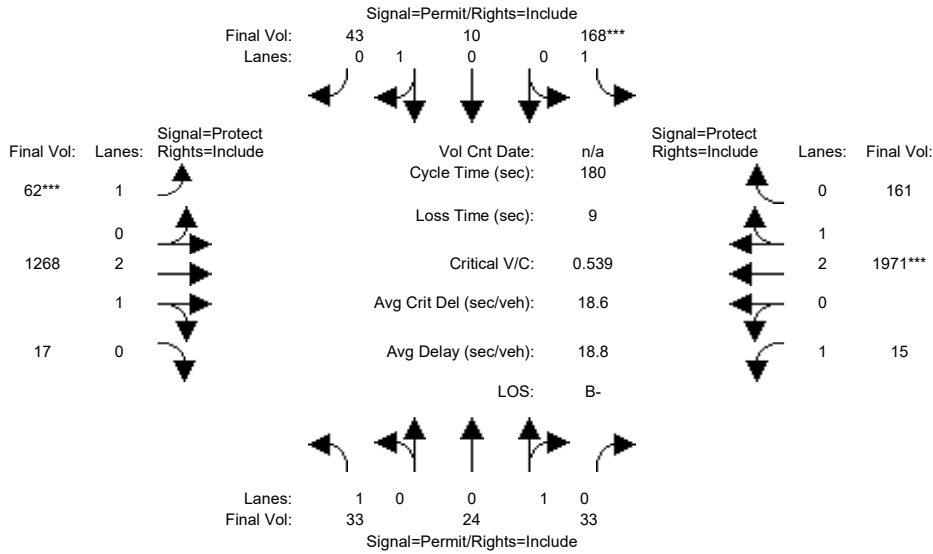 Signal=Permit/Rights=Include
Final Vol: 43 10 168***
Lanes: 0 1 0 0 1
Signal=Protect
Final Vol: Lanes: Rights=Include
Vol Cnt Date: n/a
Signal=Protect
Rights=Include Lanes: Final Vol:
Cycle Time (sec): 180
62*** 1
0 161
Loss Time (sec): 9
0
1
1268 2
Critical V/C: 0.539
2 1971***
1
Avg Crit Del (sec/veh): 18.6
0
17 0
Avg Delay (sec/veh): 18.8
1 15
LOS: B-
Lanes: 1 0 0 1 0
Final Vol: 33 24 33
Signal=Permit/Rights=Include